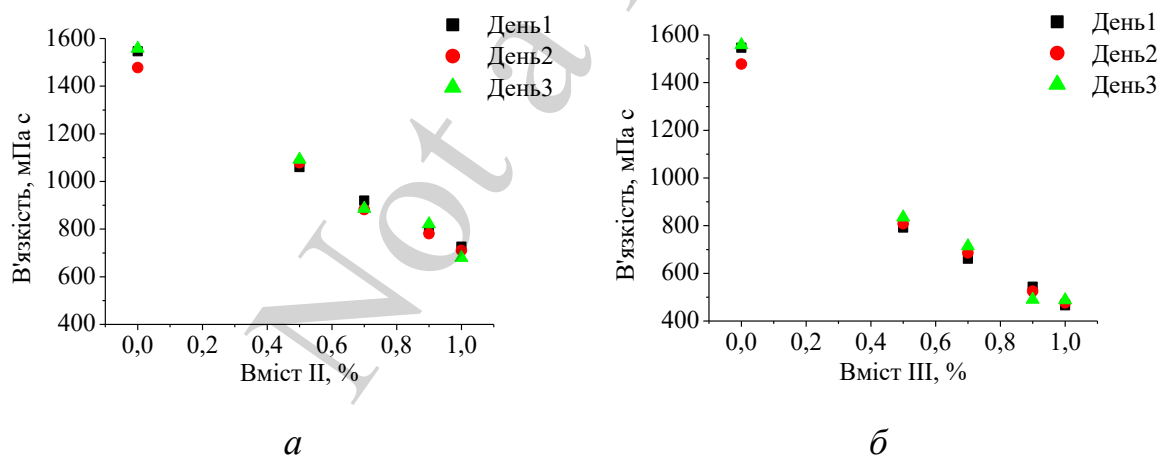 День1
День2
День3
1600
1400
1200
1000
800
600
400
В'язкість, мПа с
0,0 0,2 0,4 0,6 0,8 1,0
Вміст II, %
а
День1
День2
День3
1600
1400
1200
1000
800
600
400
В'язкість, мПа с
0,0 0,2 0,4 0,6 0,8 1,0
Вміст III, %
б
Not a